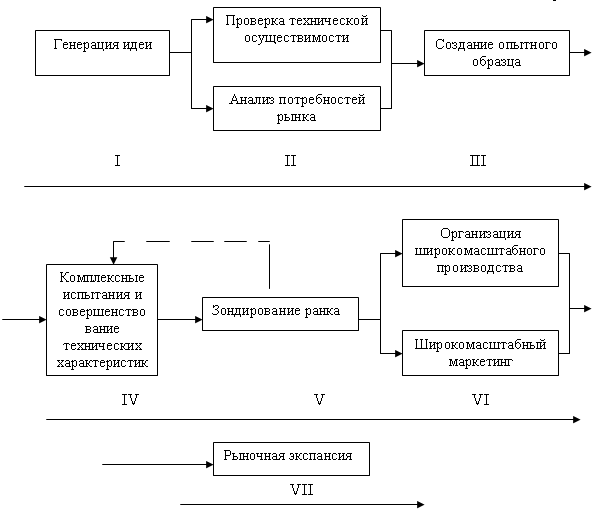 Генерация идеи
Проверка технической
осуществимости
Анализ потребностей
рынка
Создание опытного
образца
I
II
III
Комплексные
испытания и
совершенство
вание
технических
характеристик
Зондирование ранка
Организация
широкомасштабного
производства
Широкомасштабный
маркетинг
IV
V
VI
Рыночная экспансия
VII